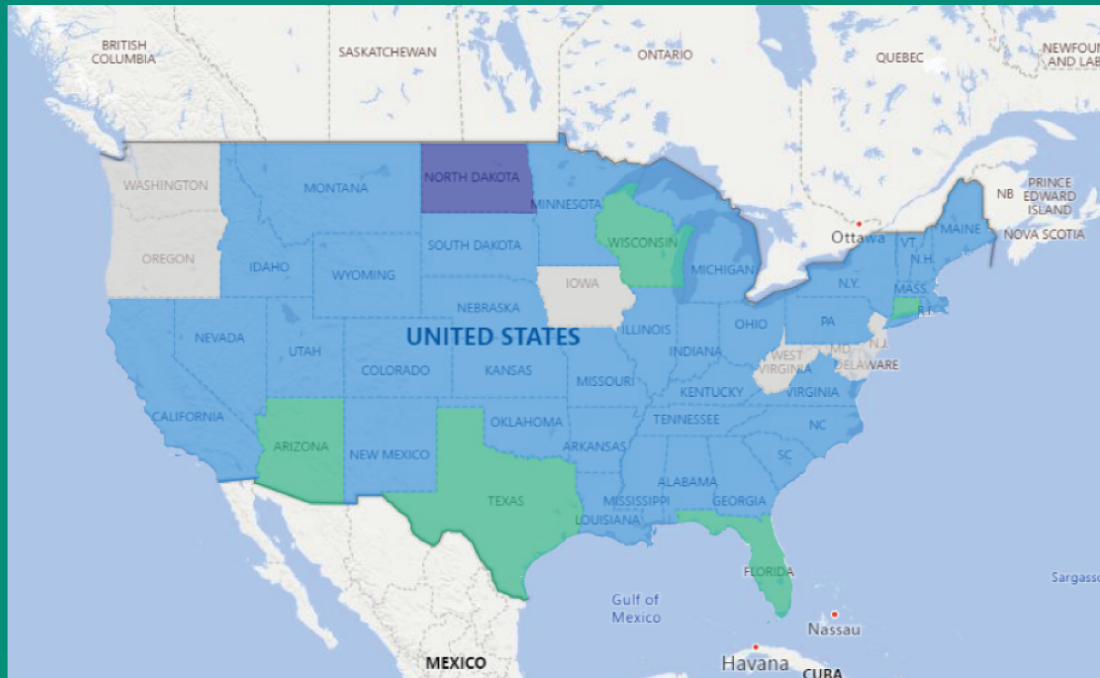 BRITISH
COLUMBIA
SASKATCHEWAN
ONTARIO
QUEBEC
NEWFOUN
AND LAB
WASHINGTON
MONTANA
NORTH DAKOTA
MINNESOTA
NB
PRINCE
EDWARD
ISLAND
NOVA SCOTIA
Ottawa
MAINE
VT.
N.H.
OREGON
IDAHO
WYOMING
SOUTH DAKOTA
WISCONSIN
MICHIGAN
N.Y.
MASS.
R.I.
NEBRASKA
IOWA
NEVADA
UTAH
COLORADO
UNITED STATES
KANSAS
ILLINOIS
INDIANA
OHIO
PA
N.J.
MD.
DELAWARE
WEST
VIRGINIA
MISSOURI
KENTUCKY
VIRGINIA
CALIFORNIA
ARIZONA
NEW MEXICO
OKLAHOMA
ARKANSAS
TENNESSEE
NC
SC
TEXAS
LOUISIANA
MISSISSIPPI
ALABAMA
GEORGIA
FLORIDA
Gulf of
Mexico
Sargasso
Nassau
Havana
MEXICO
CUBA